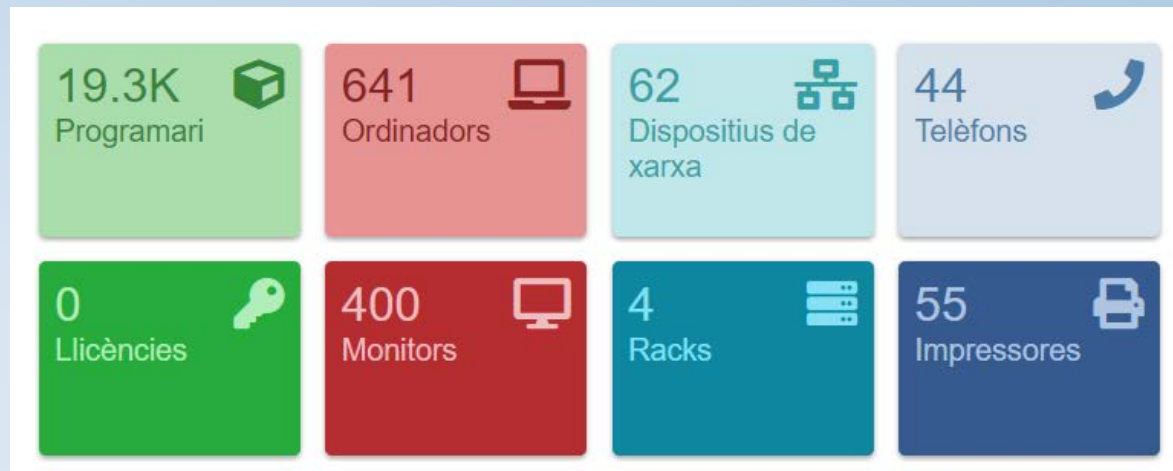 19.3K
Programari
641
Ordinadors
62
Dispositius de
xarxa
44
Telèfons
0
Llicències
400
Monitors
4
Racks
55
Impressores